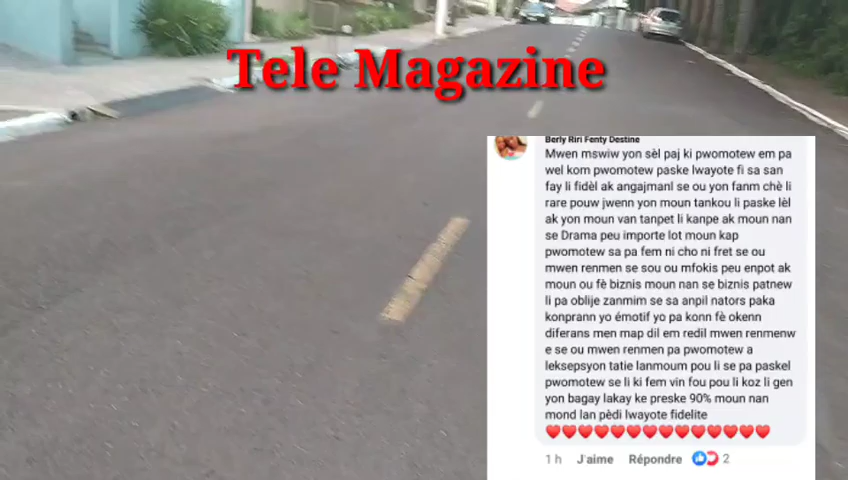 Tele Magazine
Berly Riri Fenty Destine
Mwen mswiw yon sèl paj ki pwomotew em pa
wel kom pwomotew paske lwayote fi sa san
fay li fidèl ak angajmanl se ou yon fanm chè li
rare pouw jwenn yon moun tankou li paske lèl
ak yon moun van tanpet li kanpe ak moun nan
se Drama peu importe lot moun kap
pwomotew sa pa fem ni cho ni fret se ou
mwen renmen se sou ou mfokis peu enpot ak
moun ou fè biznis moun nan se biznis patnew
li pa oblije zanmim se sa anpil nators paka
konprann yo émotif yo pa konn fè okenn
diferans men map dil em redil mwen renmenw
e se ou mwen renmen pa pwomotew a
leksepsyon tatie lanmoum pou li se pa paskel
pwomotew se li ki fem vin fou pou li koz li gen
yon bagay lakay ke preske 90% moun nan
mond lan pèdi lwayote fidelite
❤️❤️❤️❤️❤️❤️❤️❤️❤️❤️❤️❤️❤️❤️
1 h J'aime Répondre 2